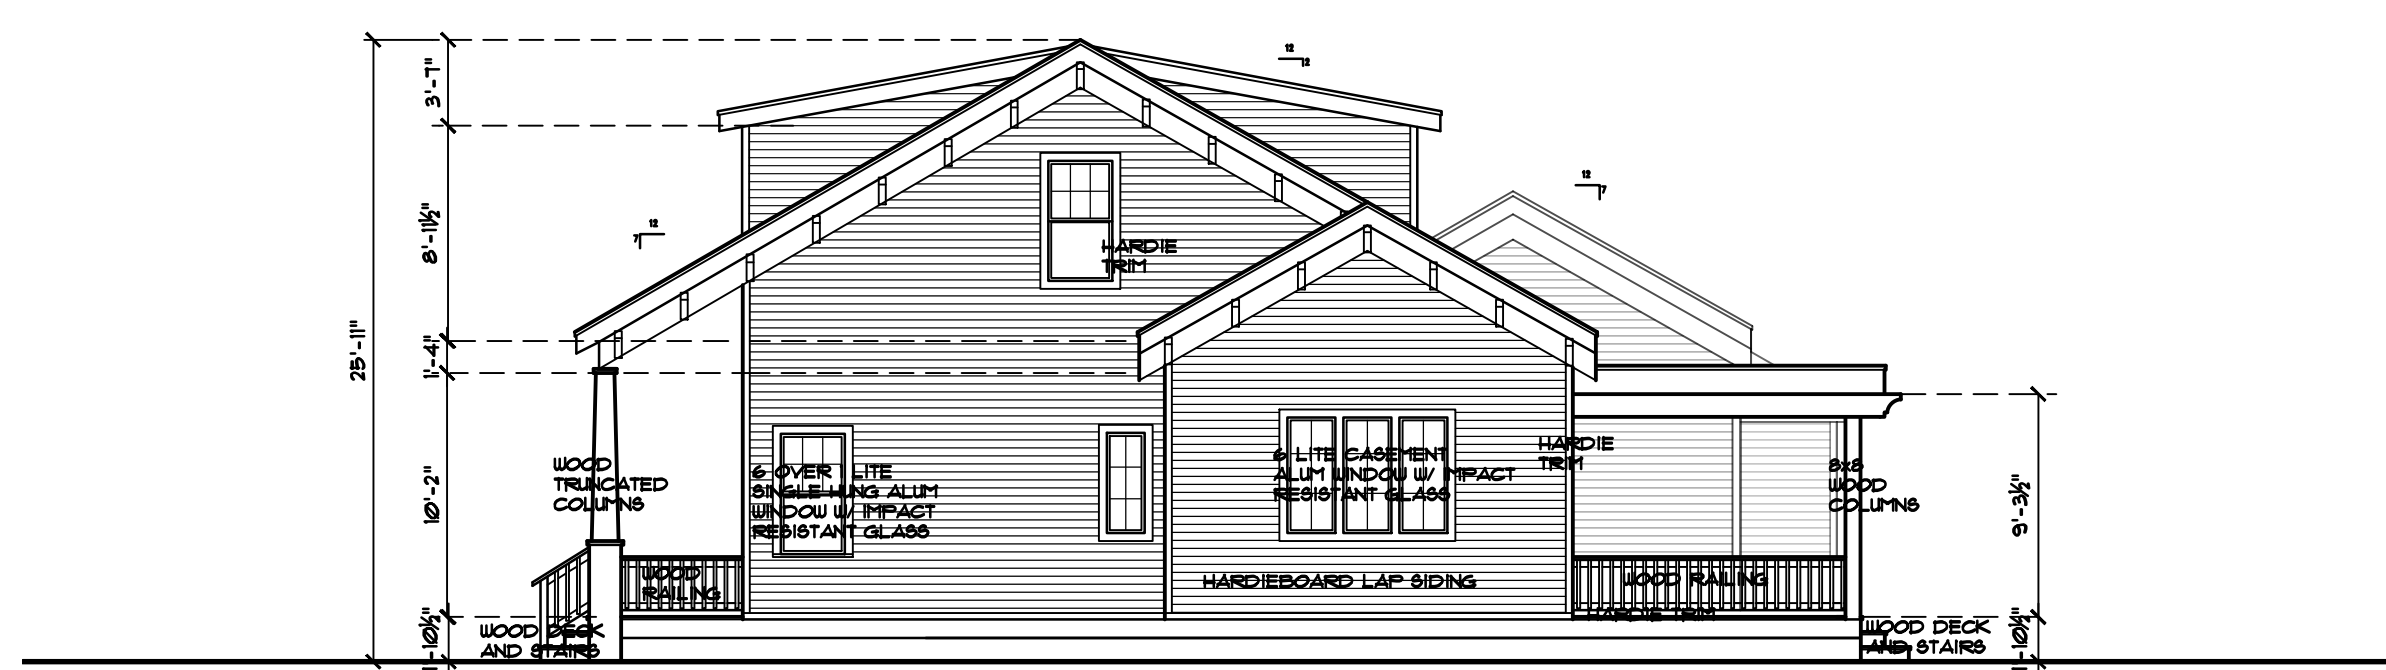 12
2
12
7
12
7
3'-7"
8'-11½"
25'-11"
1'-4"
10'-2"
1'-10½"
9'-3½"
1'-10½"
HARDIE
TRIM
HARDIE
TRIM
WOOD
TRUNCATED
COLUMNS
6 OVER 1 LITE
SINGLE HUNG ALUM
WINDOW W/ IMPACT
RESISTANT GLASS
6 LITE CASEMENT
ALUM WINDOW W/ IMPACT
RESISTANT GLASS
8x8
WOOD
COLUMNS
WOOD
RAILING
HARDIEBOARD LAP SIDING
WOOD RAILING
HARDIE TRIM
WOOD DECK
AND STAIRS
WOOD DECK
AND STAIRS